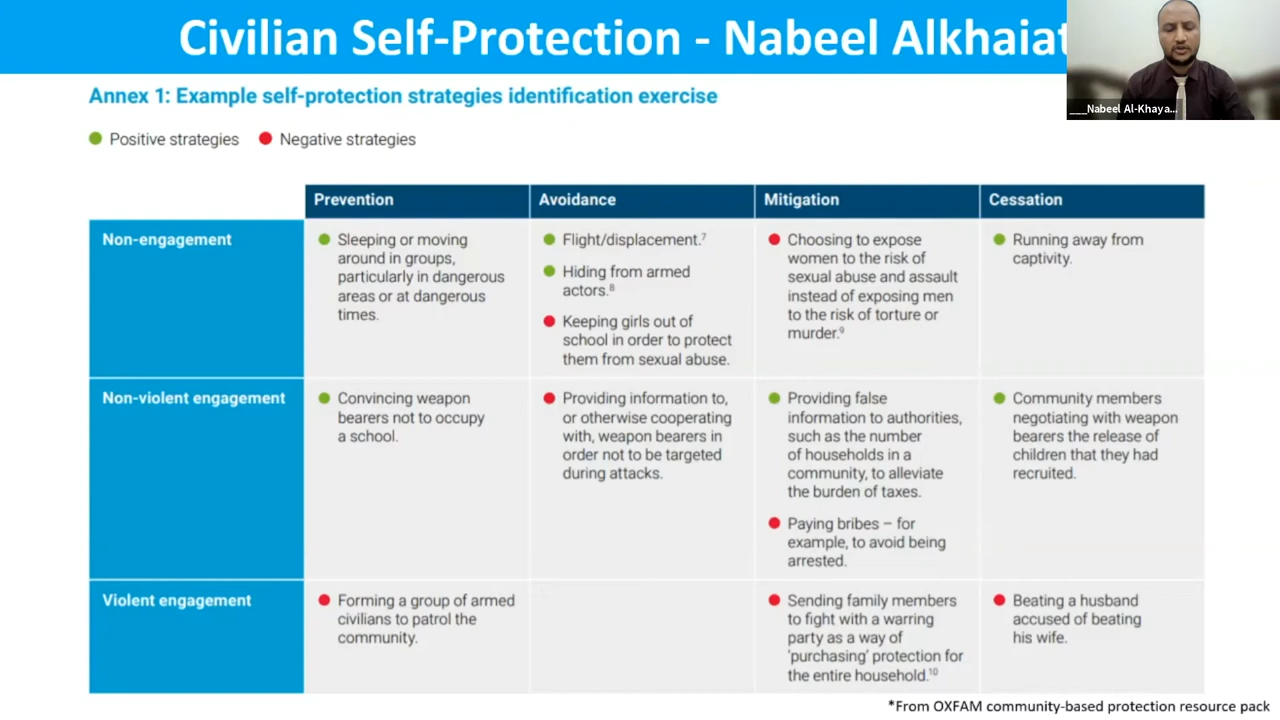 Civilian Self-Protection - Nabeel Alkhaiat
___Nabeel Al-Khaya...
Annex 1: Example self-protection strategies identification exercise
Positive strategies
Negative strategies
Prevention
Avoidance
Mitigation
Cessation
Non-engagement
Sleeping or moving
around in groups,
particularly in dangerous
areas or at dangerous
times.
Flight/displacement.⁷
Hiding from armed
actors.⁸
Keeping girls out of
school in order to protect
them from sexual abuse.
Choosing to expose
women to the risk of
sexual abuse and assault
instead of exposing men
to the risk of torture or
murder.⁹
Running away from
captivity.
Non-violent engagement
Convincing weapon
bearers not to occupy
a school.
Providing information to,
or otherwise cooperating
with, weapon bearers in
order not to be targeted
during attacks.
Providing false
information to authorities,
such as the number
of households in a
community, to alleviate
the burden of taxes.
Paying bribes – for
example, to avoid being
arrested.
Community members
negotiating with weapon
bearers the release of
children that they had
recruited.
Violent engagement
Forming a group of armed
civilians to patrol the
community.
Sending family members
to fight with a warring
party as a way of
'purchasing' protection for
the entire household.¹⁰
Beating a husband
accused of beating
his wife.
*From OXFAM community-based protection resource pack